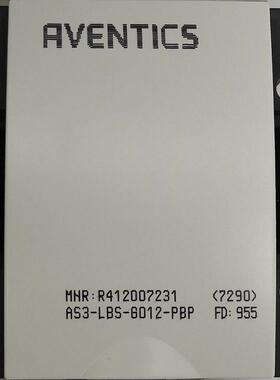 AVENTICS
MNR:R412007231 (7290)
AS3-LBS-G012-PBP FD: 955